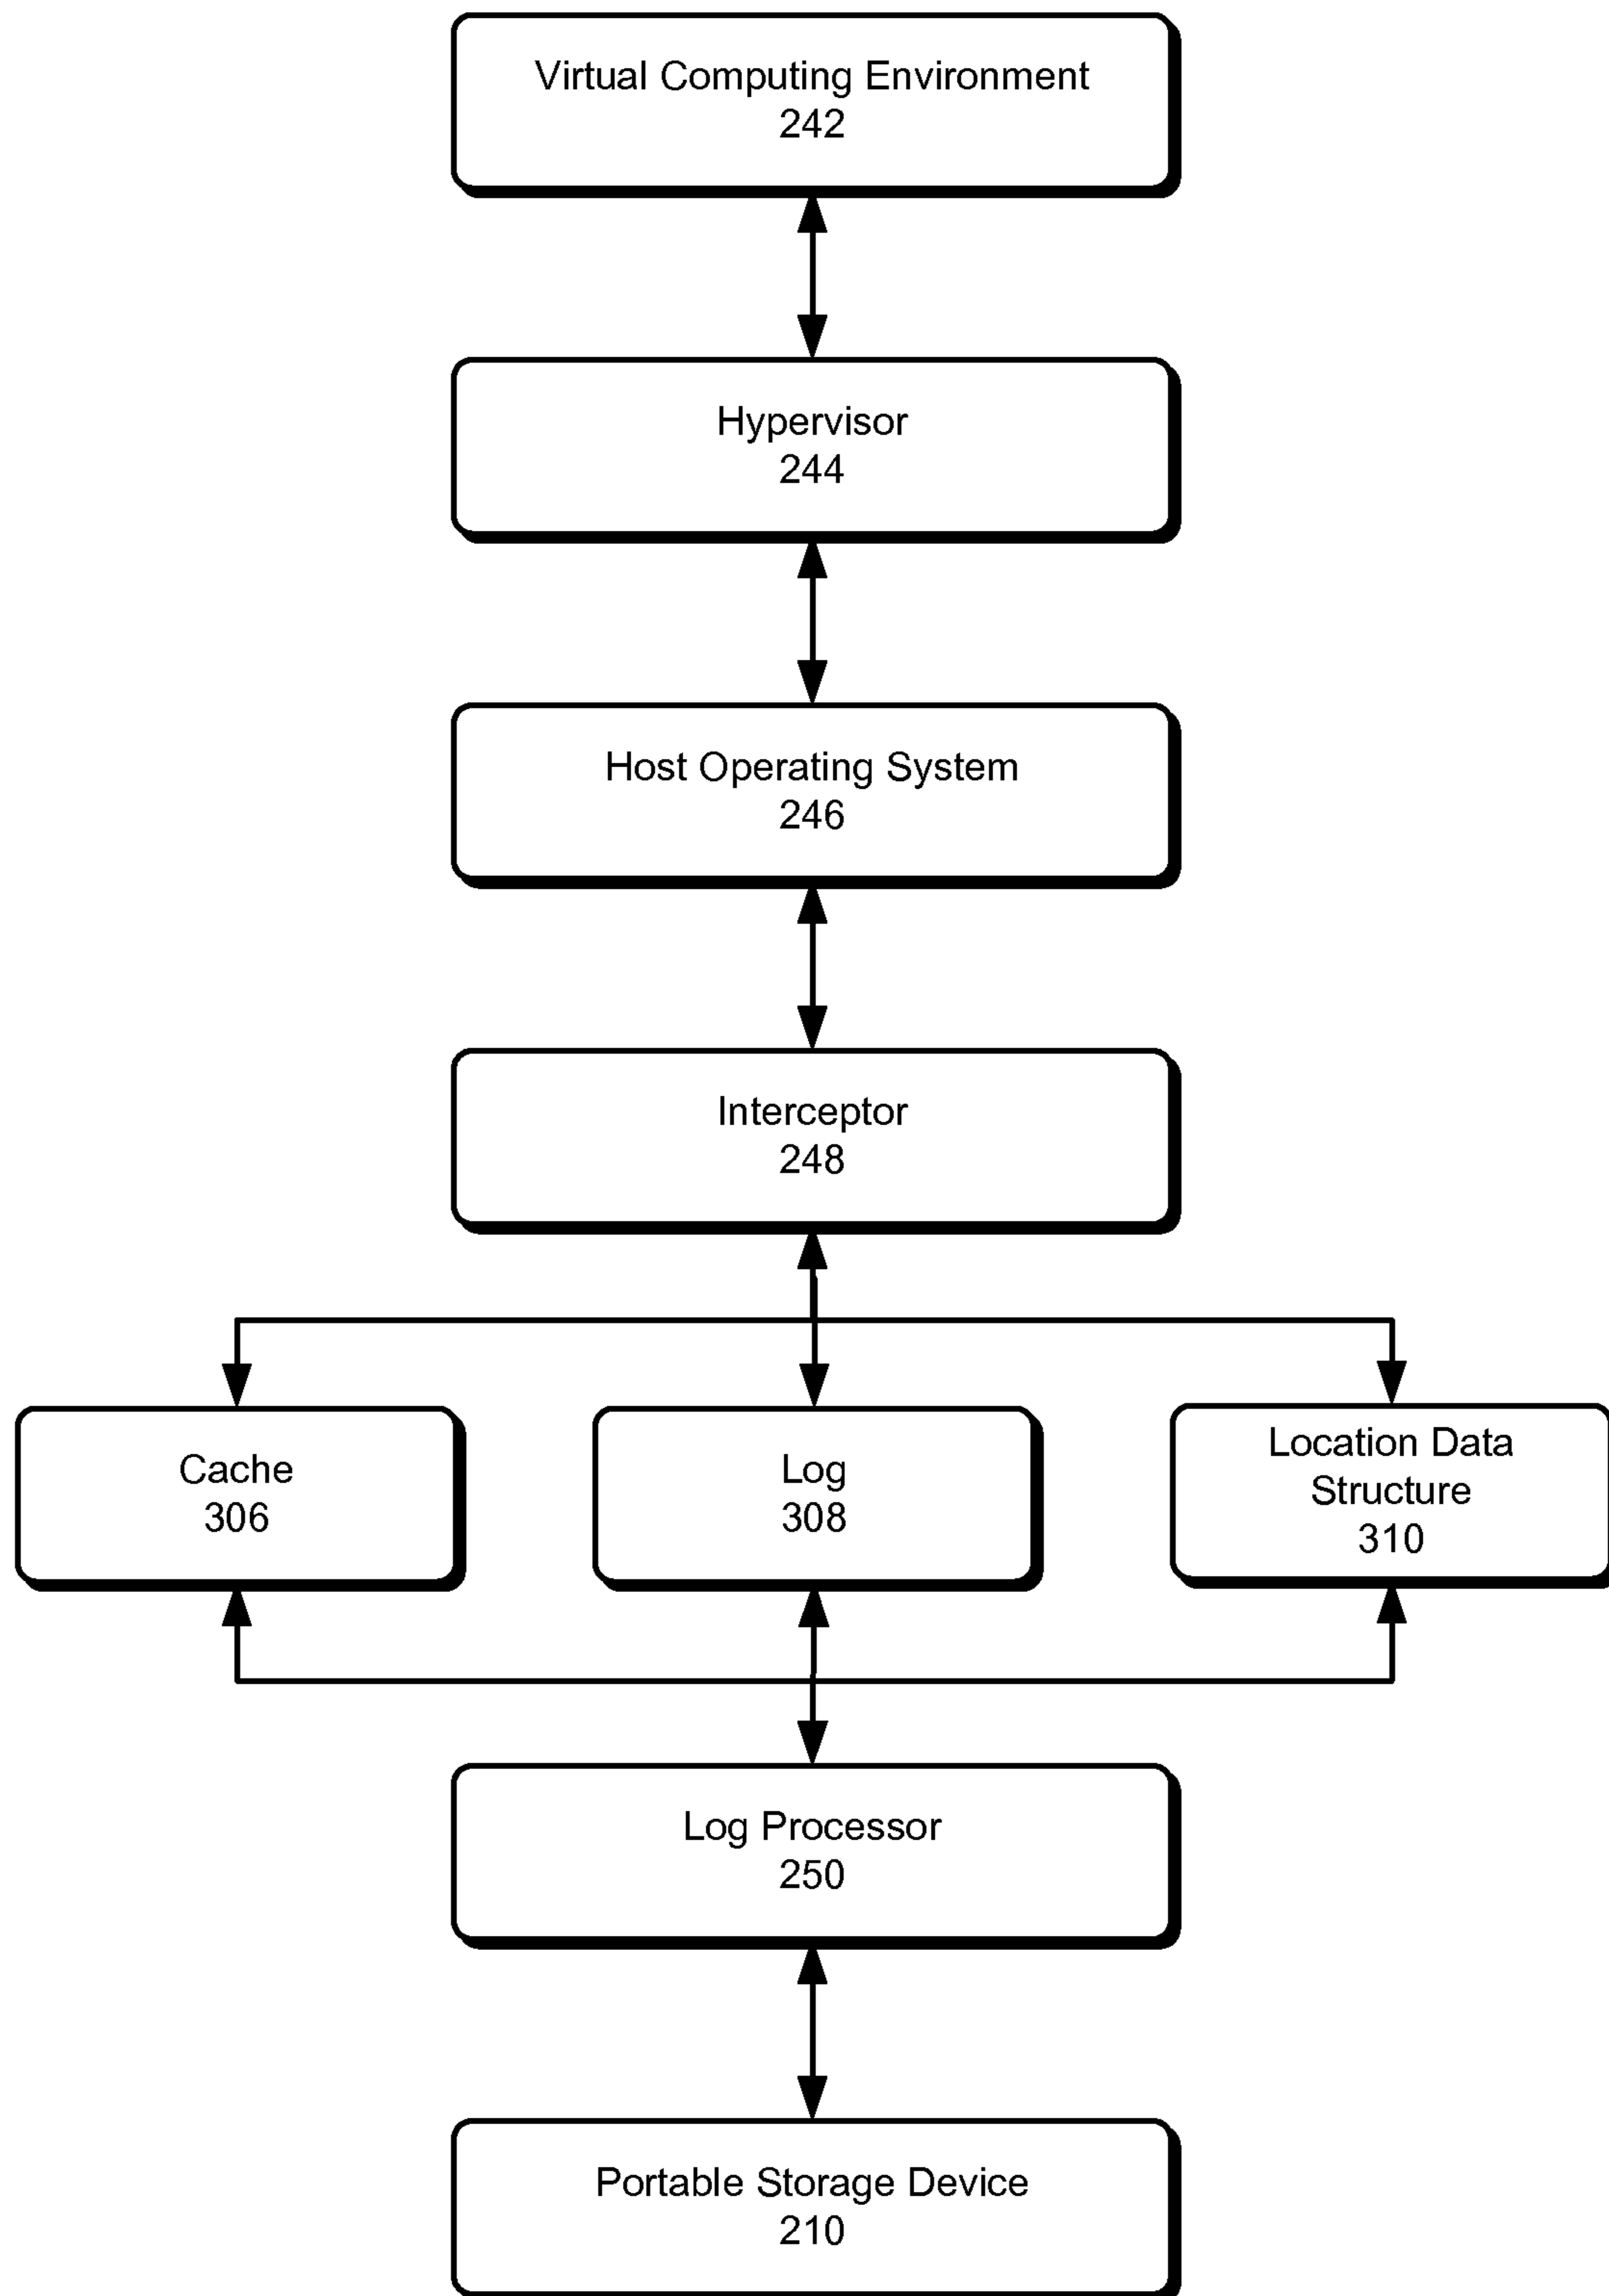 Virtual Computing Environment
242
Hypervisor
244
Host Operating System
246
Interceptor
248
Cache
306
Log
308
Location Data
Structure
310
Log Processor
250
Portable Storage Device
210